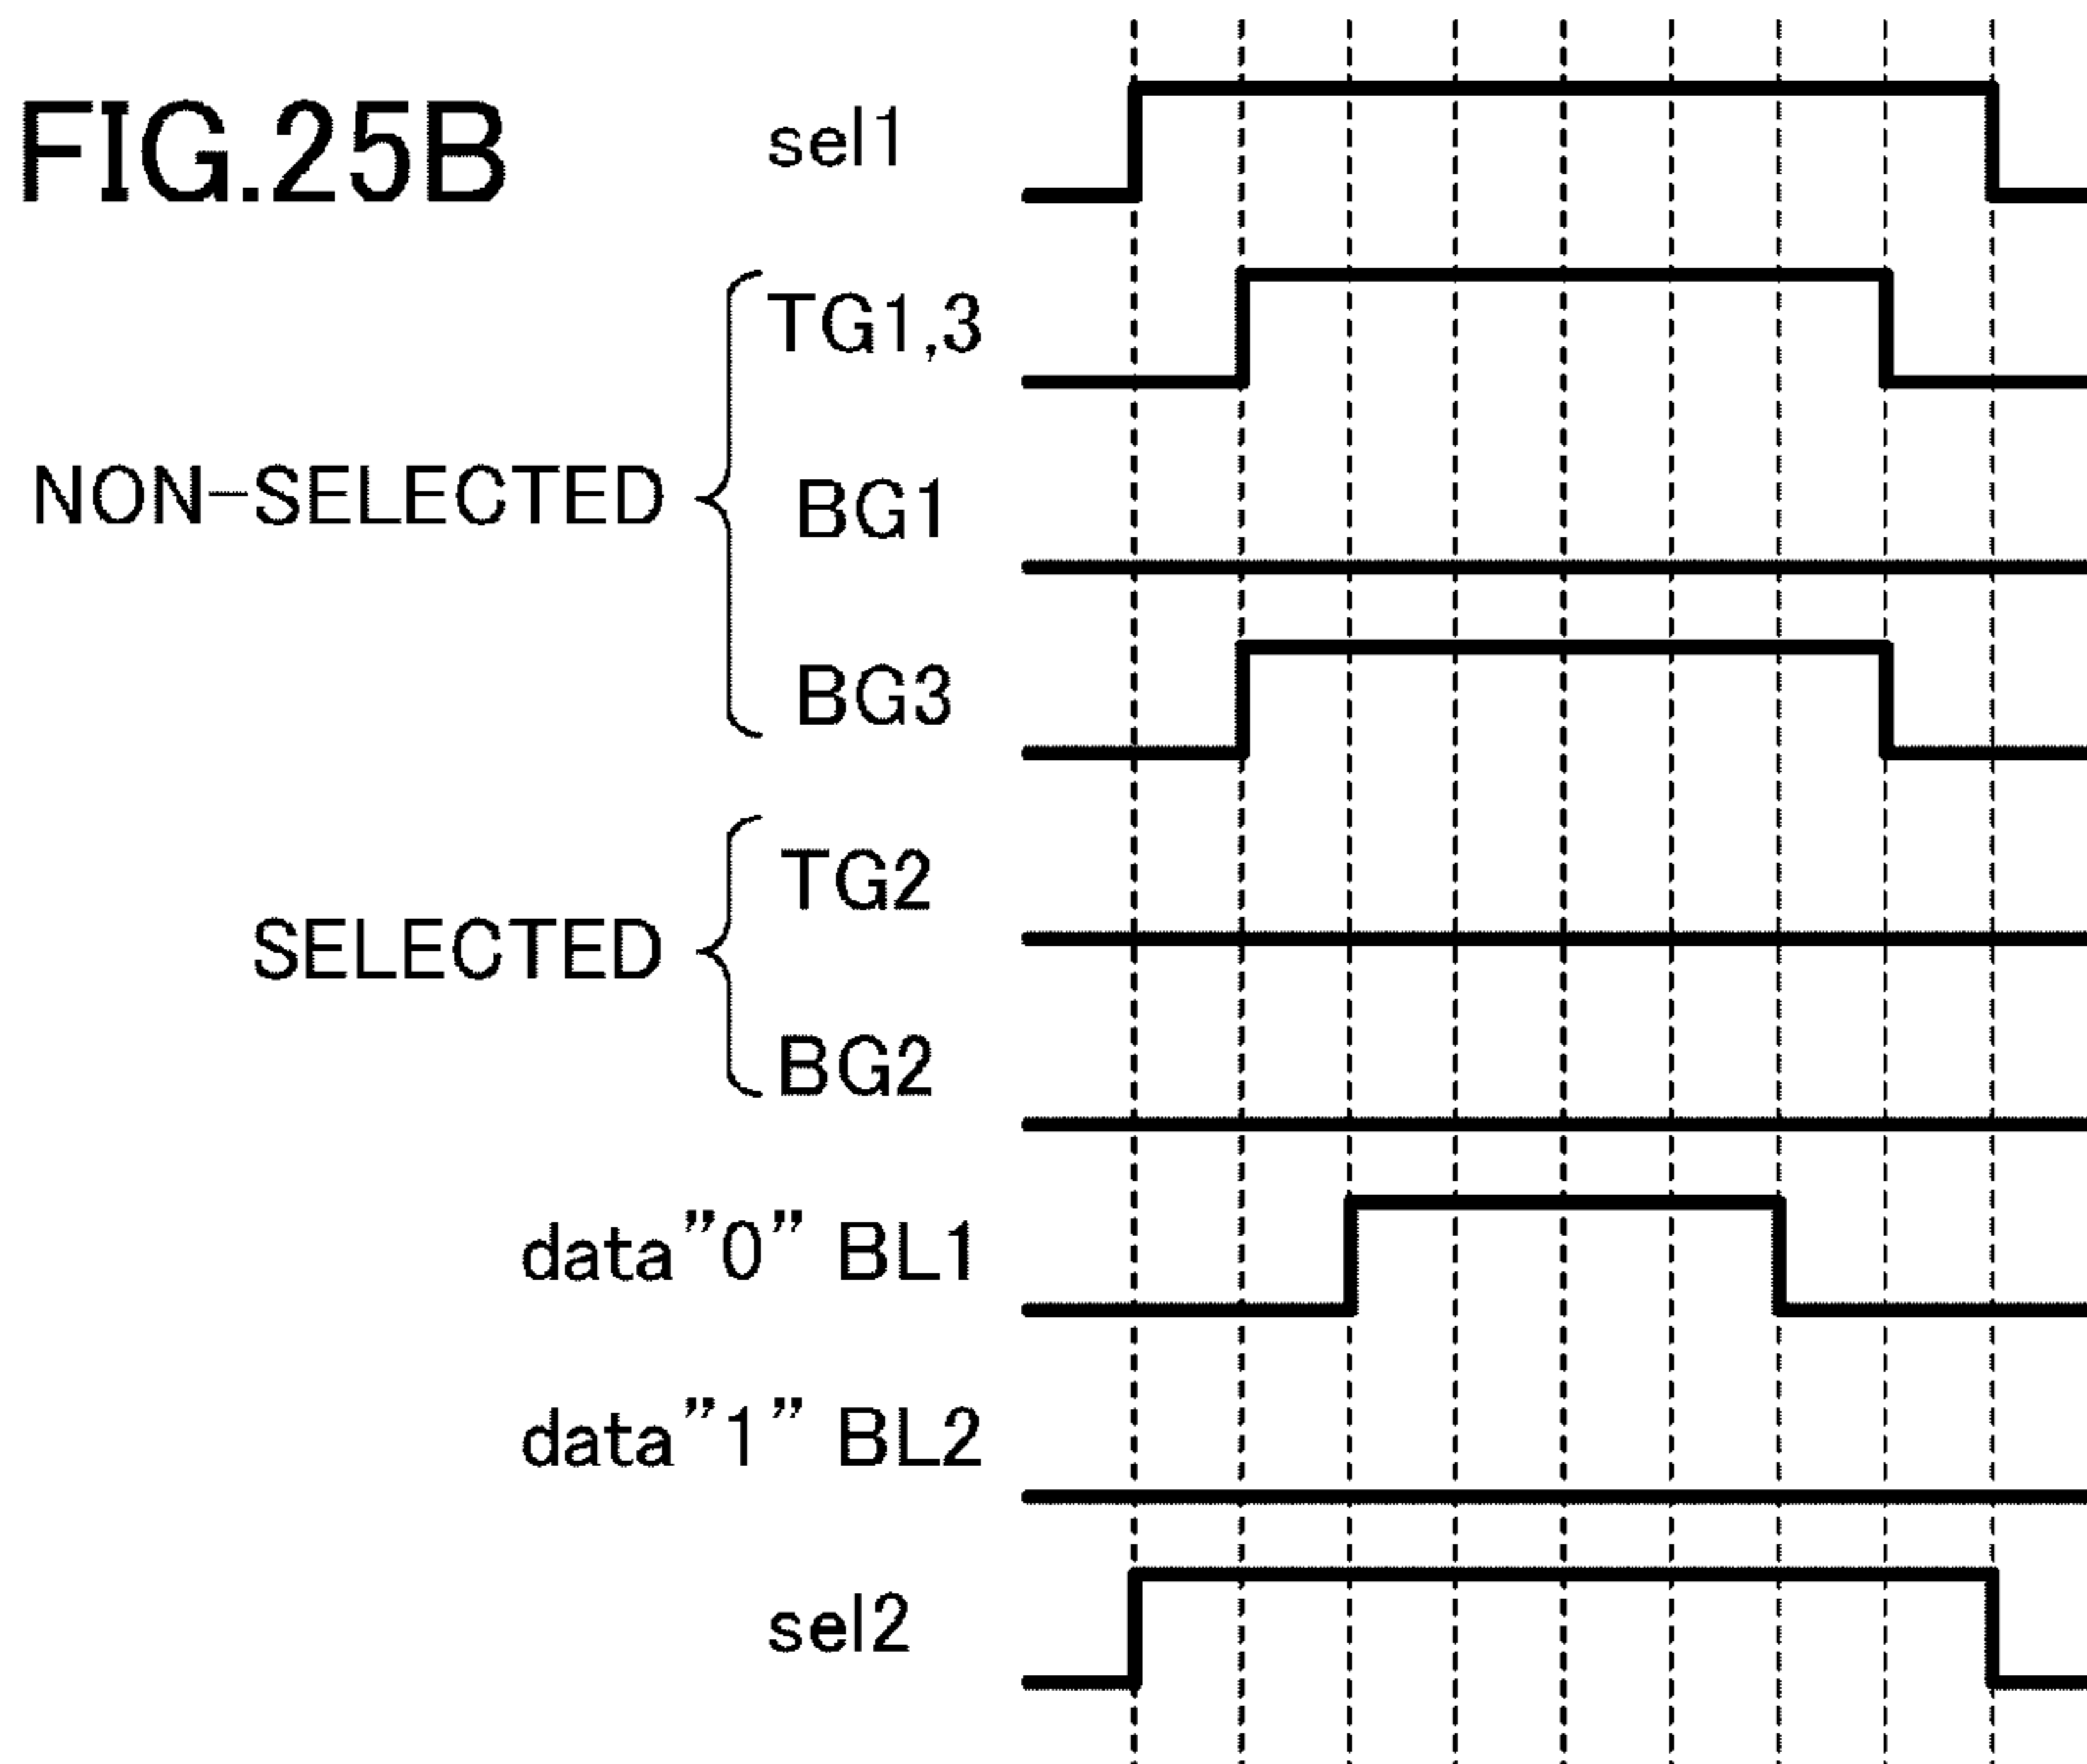 FIG.25B
sel1
TG1,3
NON-SELECTED
BG1
BG3
TG2
SELECTED
BG2
data"0" BL1
data"1" BL2
sel2